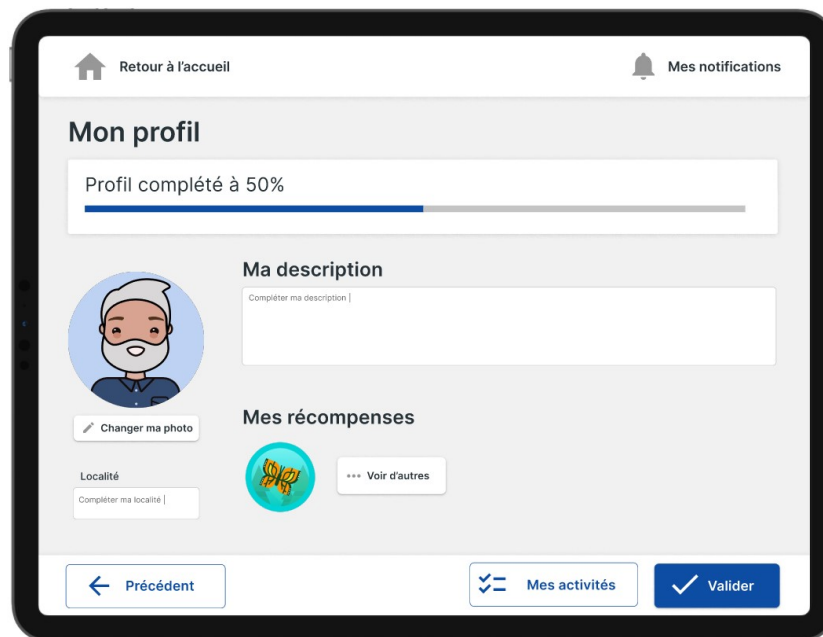 Retour à l'accueil
Mes notifications
Mon profil
Profil complété à 50%
Ma description
Compléter ma description |
Changer ma photo
Mes récompenses
Voir d'autres
Localité
Compléter ma localité |
Précédent
Mes activités
Valider